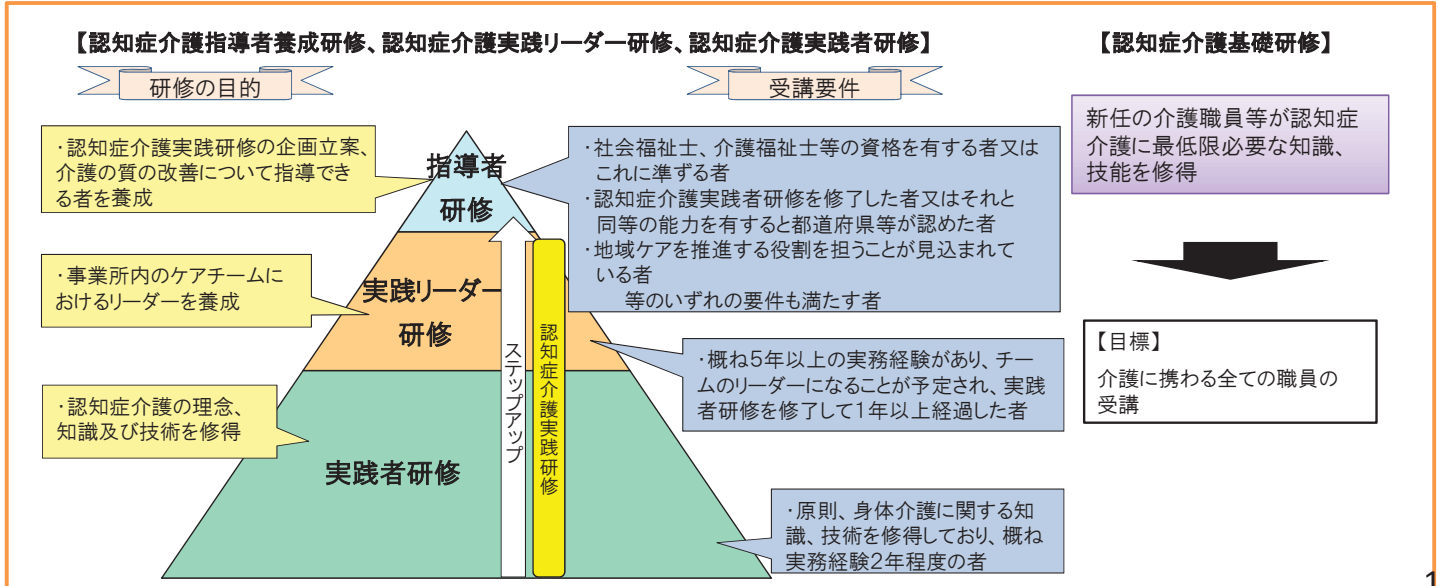 【認知症介護指導者養成研修、認知症介護実践リーダー研修、認知症介護実践者研修】
研修の目的
受講要件
・認知症介護実践研修の企画立案、
介護の質の改善について指導でき
る者を養成
指導者
研修
・社会福祉士、介護福祉士等の資格を有する者又は
これに準ずる者
・認知症介護実践者研修を修了した者又はそれと
同等の能力を有すると都道府県等が認めた者
・地域ケアを推進する役割を担うことが見込まれて
いる者
等のいずれの要件も満たす者
・事業所内のケアチームに
おけるリーダーを養成
実践リーダー
研修
・概ね5年以上の実務経験があり、チー
ムのリーダーになることが予定され、実践
者研修を修了して1年以上経過した者
・認知症介護の理念、
知識及び技術を修得
実践者研修
・原則、身体介護に関する知
識、技術を修得しており、概ね
実務経験2年程度の者
ステップアップ
認知症介護実践研修
【認知症介護基礎研修】
新任の介護職員等が認知症
介護に最低限必要な知識、
技能を修得
【目標】
介護に携わる全ての職員の
受講
1